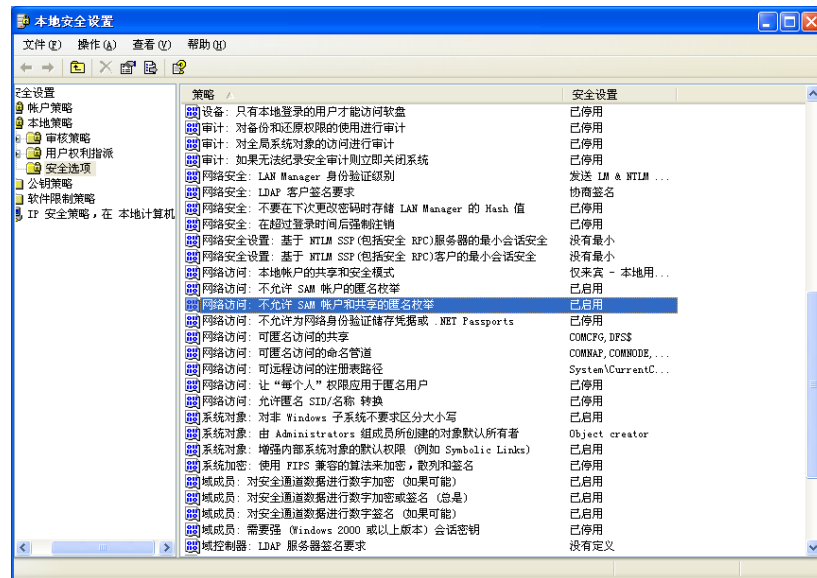 本地安全设置
文件(F) 操作(A) 查看(V) 帮助(H)
安全设置
帐户策略
本地策略
审核策略
用户权利指派
安全选项
公钥策略
软件限制策略
IP 安全策略，在 本地计算机
策略 安全设置
设备: 只有本地登录的用户才能访问软盘 已停用
审计: 对备份和还原权限的使用进行审计 已停用
审计: 对全局系统对象的访问进行审计 已停用
审计: 如果无法纪录安全审计则立即关闭系统 已停用
网络安全: LAN Manager 身份验证级别 发送 LM & NTLM ...
网络安全: LDAP 客户签名要求 协商签名
网络安全: 不要在下次更改密码时存储 LAN Manager 的 Hash 值 已停用
网络安全: 在超过登录时间后强制注销 已停用
网络安全设置: 基于 NTLM SSP(包括安全 RPC)服务器的最小会话安全 没有最小
网络安全设置: 基于 NTLM SSP(包括安全 RPC)客户的最小会话安全 没有最小
网络访问: 本地帐户的共享和安全模式 仅来宾 - 本地用...
网络访问: 不允许 SAM 帐户的匿名枚举 已启用
网络访问: 不允许 SAM 帐户和共享的匿名枚举 已启用
网络访问: 不允许为网络身份验证储存凭据或 .NET Passports 已停用
网络访问: 可匿名访问的共享 COMCFG,DFS$
网络访问: 可匿名访问的命名管道 COMNAP,COMNODE,...
网络访问: 可远程访问的注册表路径 System\CurrentC...
网络访问: 让“每个人”权限应用于匿名用户 已停用
网络访问: 允许匿名 SID/名称 转换 已停用
系统对象: 对非 Windows 子系统不要求区分大小写 已启用
系统对象: 由 Administrators 组成员所创建的对象默认所有者 Object creator
系统对象: 增强内部系统对象的默认权限 (例如 Symbolic Links) 已启用
系统加密: 使用 FIPS 兼容的算法来加密，散列和签名 已停用
域成员: 对安全通道数据进行数字加密 (如果可能) 已启用
域成员: 对安全通道数据进行数字加密或签名 (总是) 已启用
域成员: 对安全通道数据进行数字签名 (如果可能) 已启用
域成员: 需要强 (Windows 2000 或以上版本) 会话密钥 已停用
域控制器: LDAP 服务器签名要求 没有定义